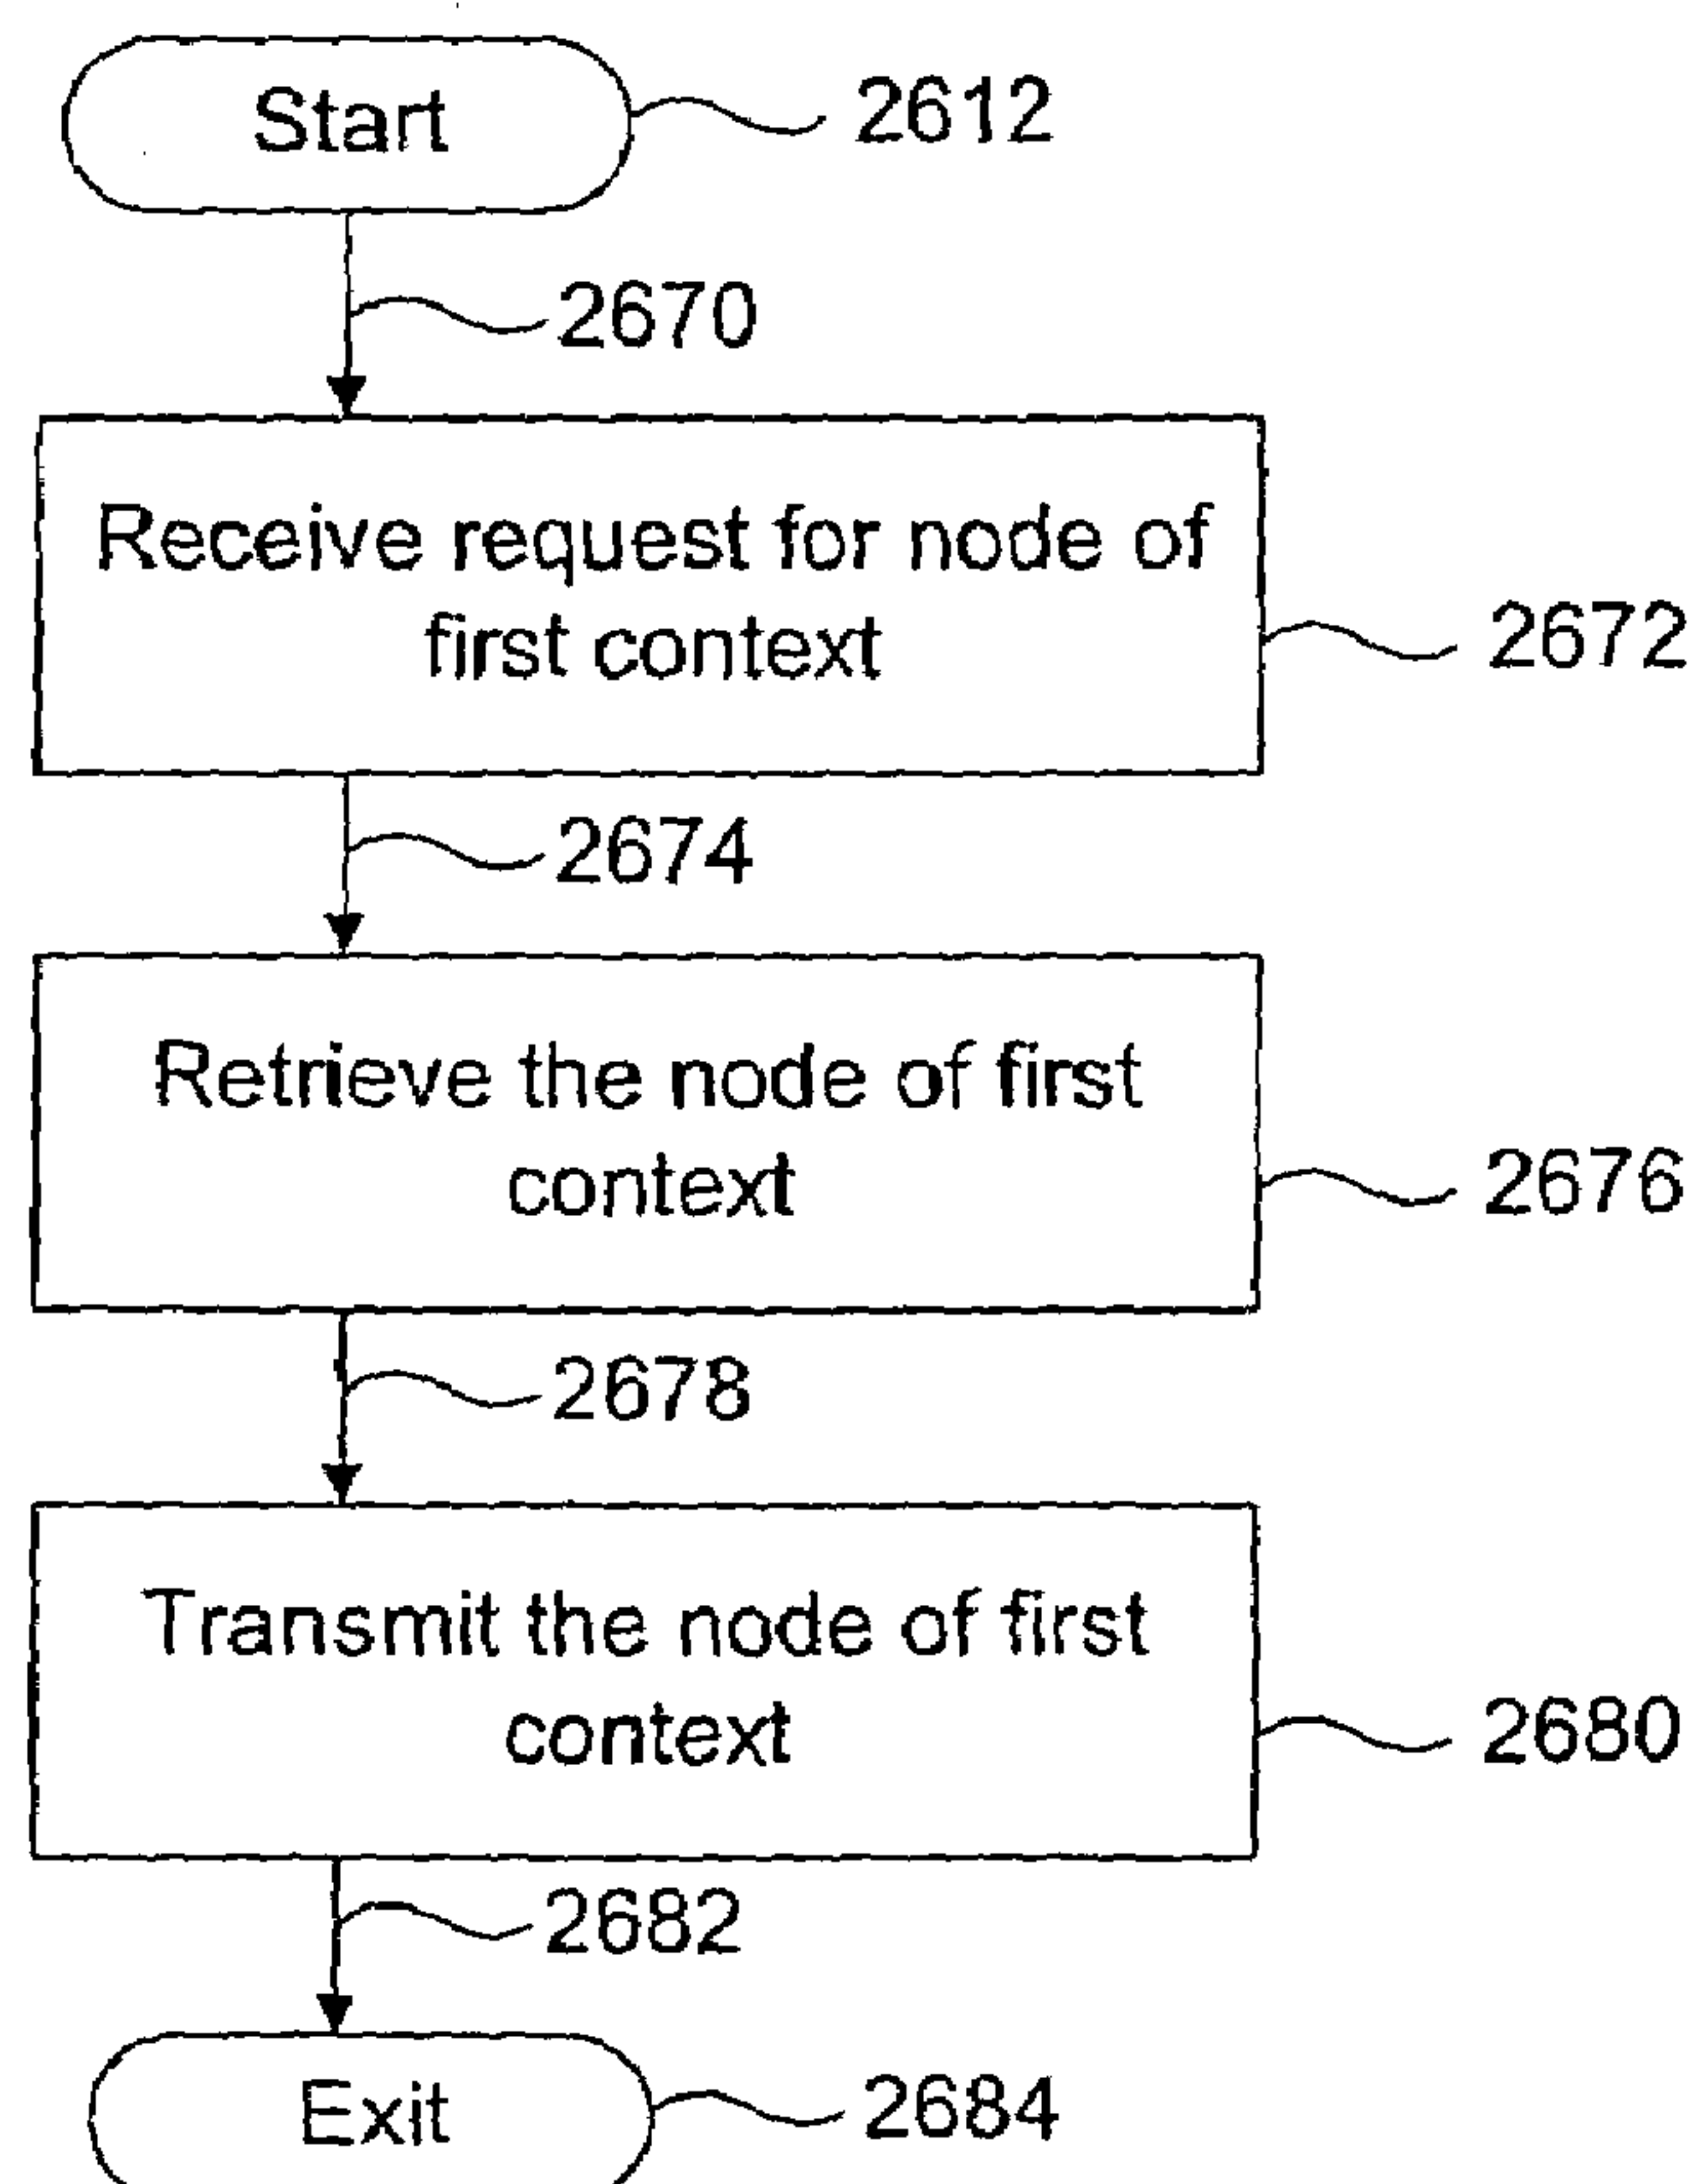 Start
2612
2670
Receive request for node of
first context
2672
2674
Retrieve the node of first
context
2676
2678
Transmit the node of first
context
2680
2682
Exit
2684